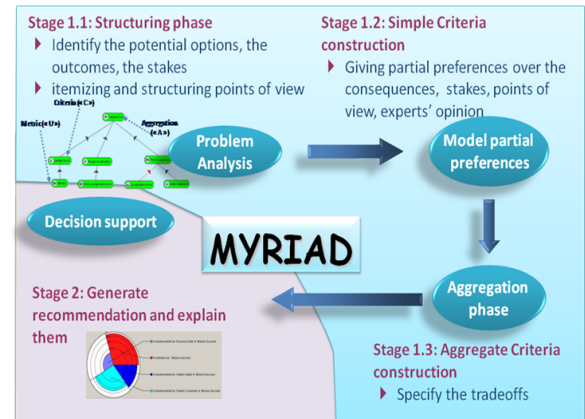 Stage 1.1: Structuring phase
Identify the potential options, the
outcomes, the stakes
itemizing and structuring points of view
Stage 1.2: Simple Criteria
construction
Giving partial preferences over the
consequences, stakes, points of
view, experts' opinion
Criteria(« C »)
Metric(« U »)
Aggregation
(« A »)
Problem
Analysis
Model partial
preferences
Decision support
MYRIAD
Aggregation
phase
Stage 2: Generate
recommendation and explain
them
Stage 1.3: Aggregate Criteria
construction
Specify the tradeoffs